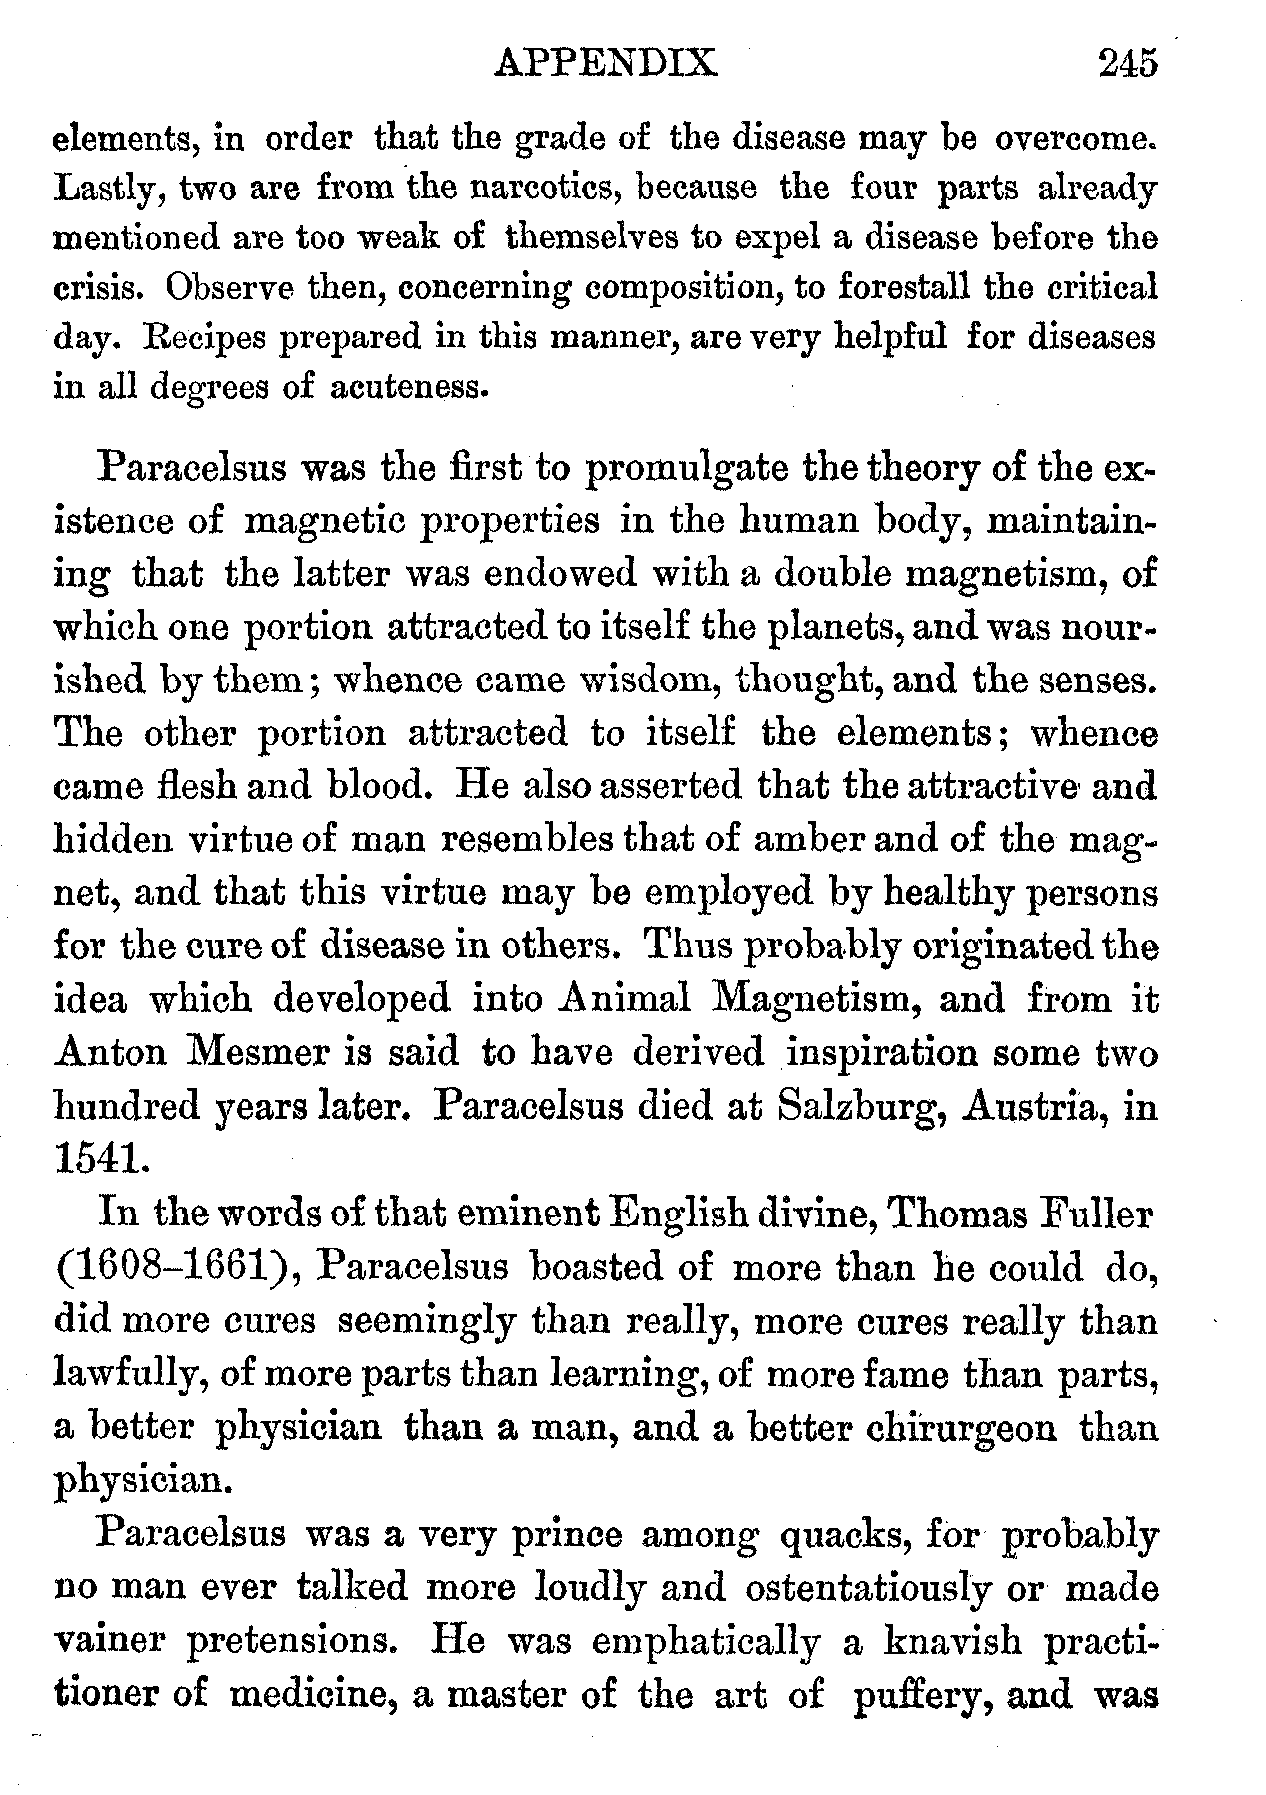 APPENDIX 245
elements, in order that the grade of the disease may be overcome.
Lastly, two are from the narcotics, because the four parts already
mentioned are too weak of themselves to expel a disease before the
crisis. Observe then, concerning composition, to forestall the critical
day. Recipes prepared in this manner, are very helpful for diseases
in all degrees of acuteness.
Paracelsus was the first to promulgate the theory of the ex-
istence of magnetic properties in the human body, maintain-
ing that the latter was endowed with a double magnetism, of
which one portion attracted to itself the planets, and was nour-
ished by them; whence came wisdom, thought, and the senses.
The other portion attracted to itself the elements; whence
came flesh and blood. He also asserted that the attractive and
hidden virtue of man resembles that of amber and of the mag-
net, and that this virtue may be employed by healthy persons
for the cure of disease in others. Thus probably originated the
idea which developed into Animal Magnetism, and from it
Anton Mesmer is said to have derived inspiration some two
hundred years later. Paracelsus died at Salzburg, Austria, in
1541.
In the words of that eminent English divine, Thomas Fuller
(1608–1661), Paracelsus boasted of more than he could do,
did more cures seemingly than really, more cures really than
lawfully, of more parts than learning, of more fame than parts,
a better physician than a man, and a better chirurgeon than
physician.
Paracelsus was a very prince among quacks, for probably
no man ever talked more loudly and ostentatiously or made
vainer pretensions. He was emphatically a knavish practi-
tioner of medicine, a master of the art of puffery, and was